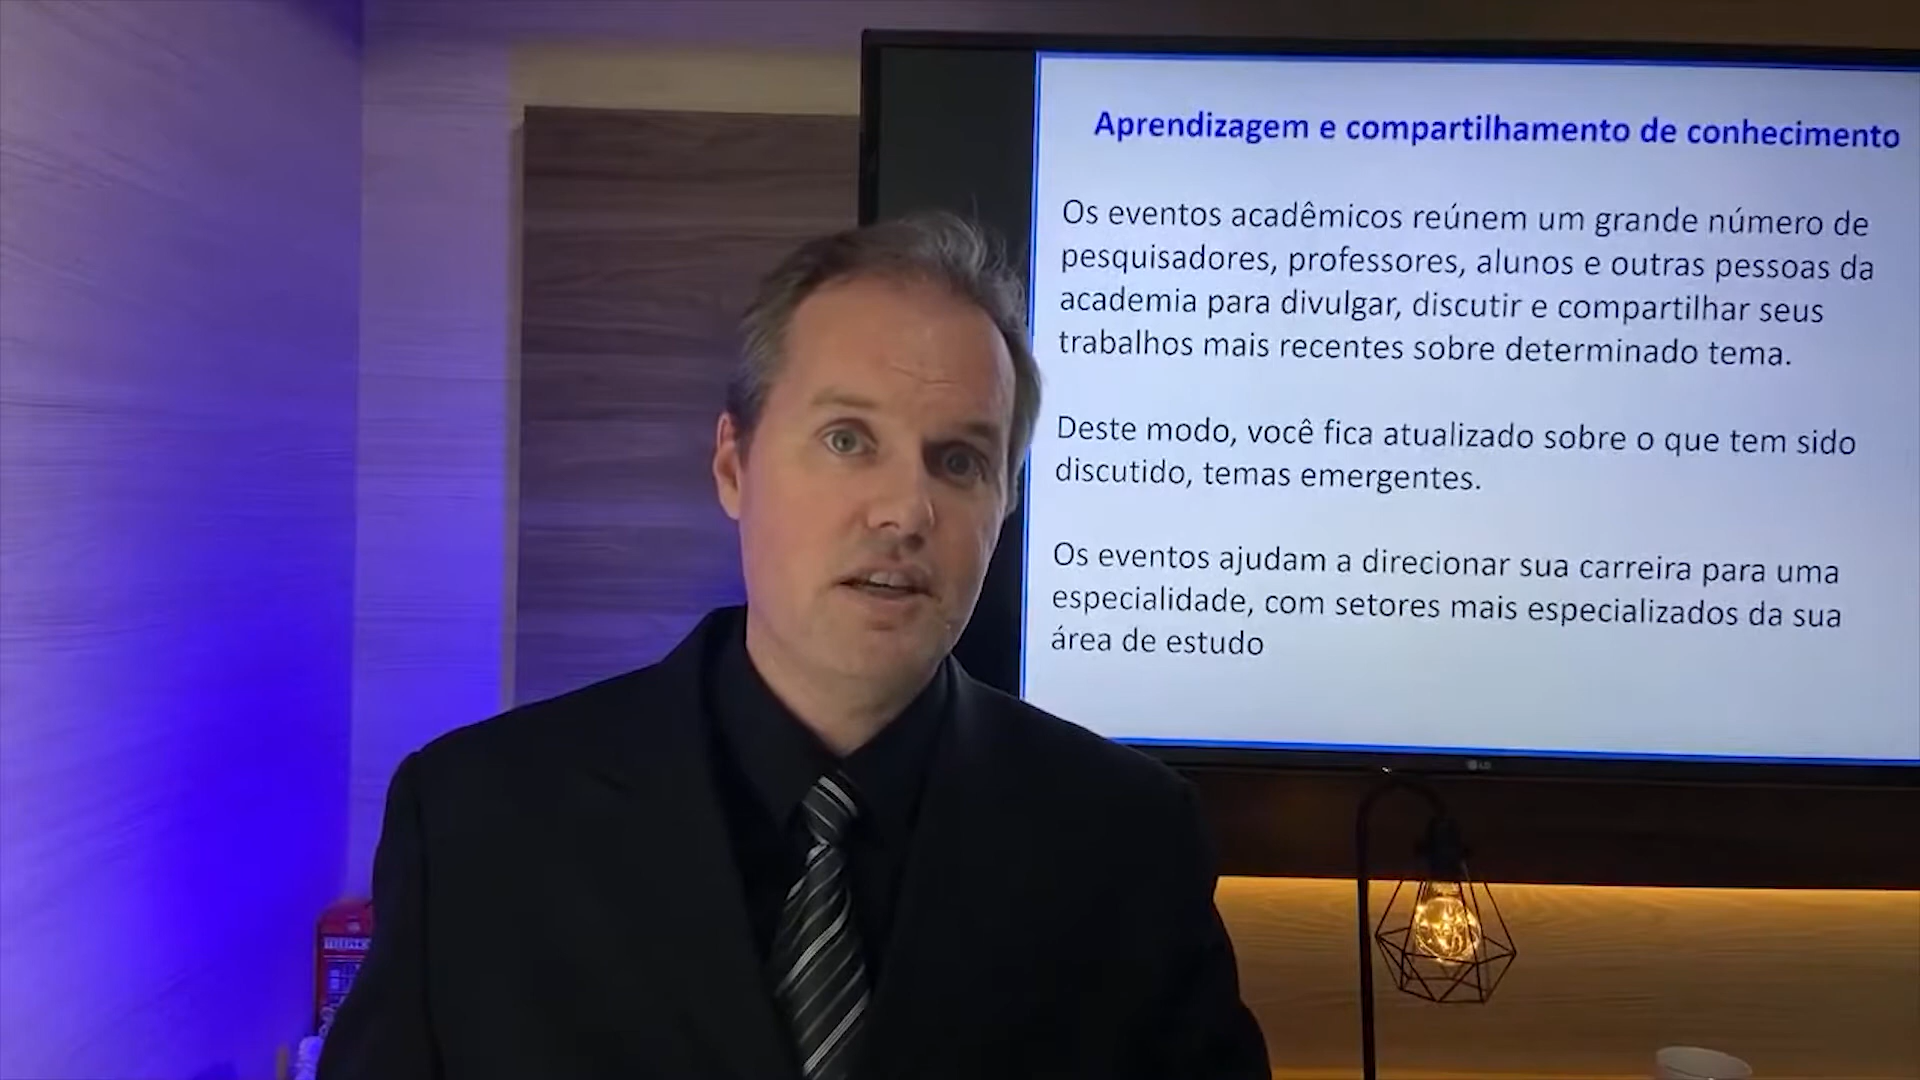 Aprendizagem e compartilhamento de conhecimento
Os eventos acadêmicos reúnem um grande número de
pesquisadores, professores, alunos e outras pessoas da
academia para divulgar, discutir e compartilhar seus
trabalhos mais recentes sobre determinado tema.
Deste modo, você fica atualizado sobre o que tem sido
discutido, temas emergentes.
Os eventos ajudam a direcionar sua carreira para uma
especialidade, com setores mais especializados da sua
área de estudo
LG